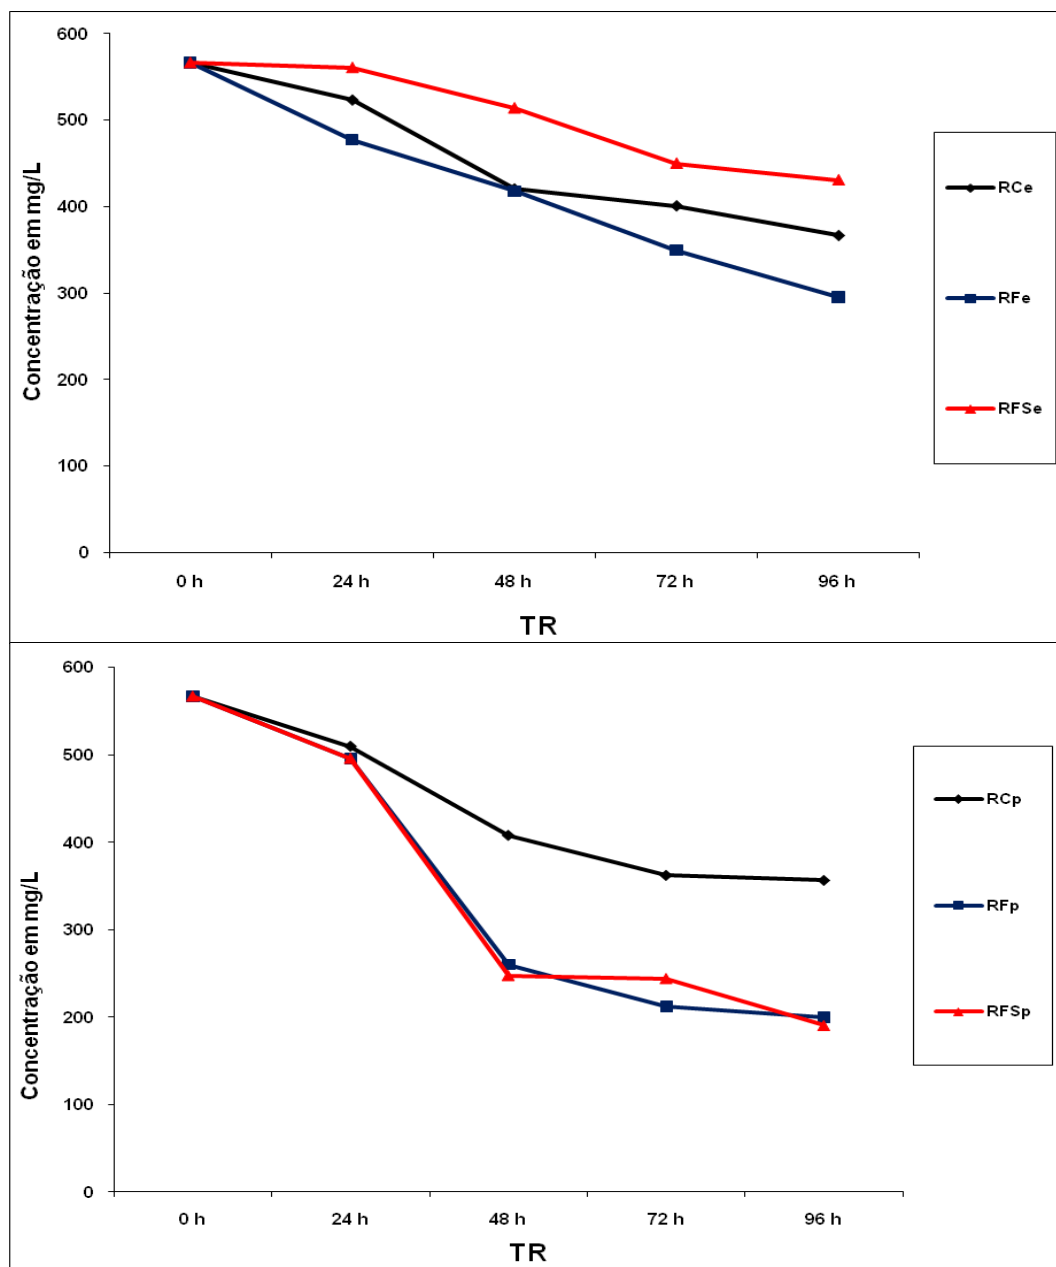 600
500
400
300
200
100
0
Concentração em mg/L
0 h 24 h 48 h 72 h 96 h
TR
RCe
RFe
RFSe
600
500
400
300
200
100
0
Concentração em mg/L
0 h 24 h 48 h 72 h 96 h
TR
RCp
RFp
RFSp